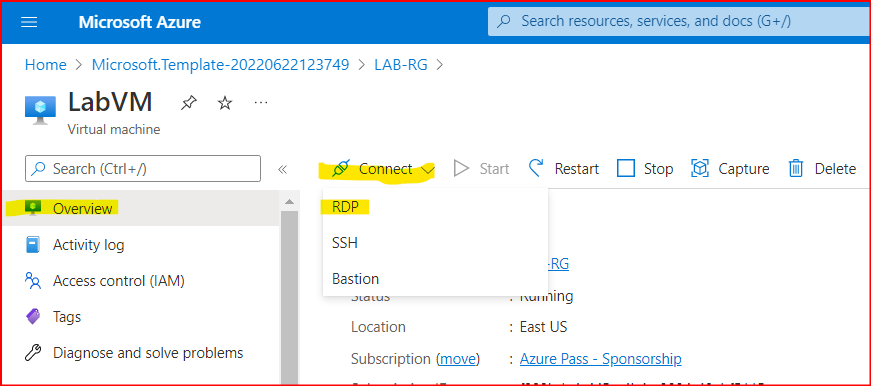 Microsoft Azure
Search resources, services, and docs (G+/)
Home > Microsoft.Template-20220622123749 > LAB-RG >
LabVM
Virtual machine
Search (Ctrl+/)
Connect
Start
Restart
Stop
Capture
Delete
Overview
Activity log
Access control (IAM)
Tags
Diagnose and solve problems
RDP
SSH
Bastion
-RG
Status : Running
Location : East US
Subscription (move) : Azure Pass - Sponsorship